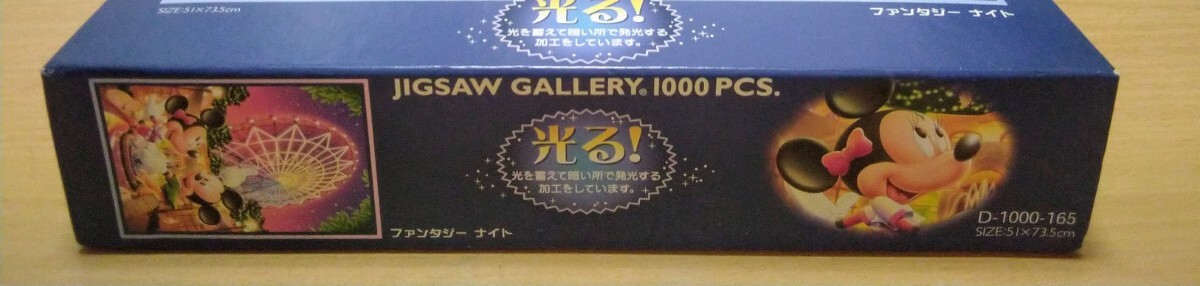 SIZE:51×73.5cm
光る!
光を蓄えて暗い所で発光する
加工をしています。
ファンタジー ナイト
JIGSAW GALLERY® 1000 PCS.
光る!
光を蓄えて暗い所で発光する
加工をしています。
ファンタジー ナイト
D-1000-165
SIZE:51×73.5cm